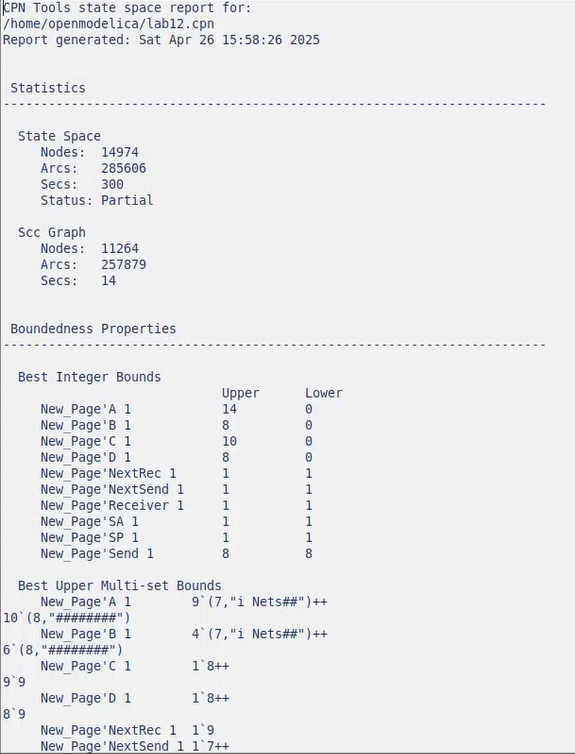 CPN Tools state space report for:
/home/openmodelica/lab12.cpn
Report generated: Sat Apr 26 15:58:26 2025
Statistics
------------------------------------------------------------------------
State Space
Nodes: 14974
Arcs: 285606
Secs: 300
Status: Partial
Scc Graph
Nodes: 11264
Arcs: 257879
Secs: 14
Boundedness Properties
------------------------------------------------------------------------
Best Integer Bounds
Upper Lower
New_Page'A 1 14 0
New_Page'B 1 8 0
New_Page'C 1 10 0
New_Page'D 1 8 0
New_Page'NextRec 1 1 1
New_Page'NextSend 1 1 1
New_Page'Receiver 1 1 1
New_Page'SA 1 1 1
New_Page'SP 1 1 1
New_Page'Send 1 8 8
Best Upper Multi-set Bounds
New_Page'A 1 9`(7,"i Nets##")++
10`(8,"########")
New_Page'B 1 4`(7,"i Nets##")++
6`(8,"########")
New_Page'C 1 1`8++
9`9
New_Page'D 1 1`8++
8`9
New_Page'NextRec 1 1`9
New_Page'NextSend 1 1`7++